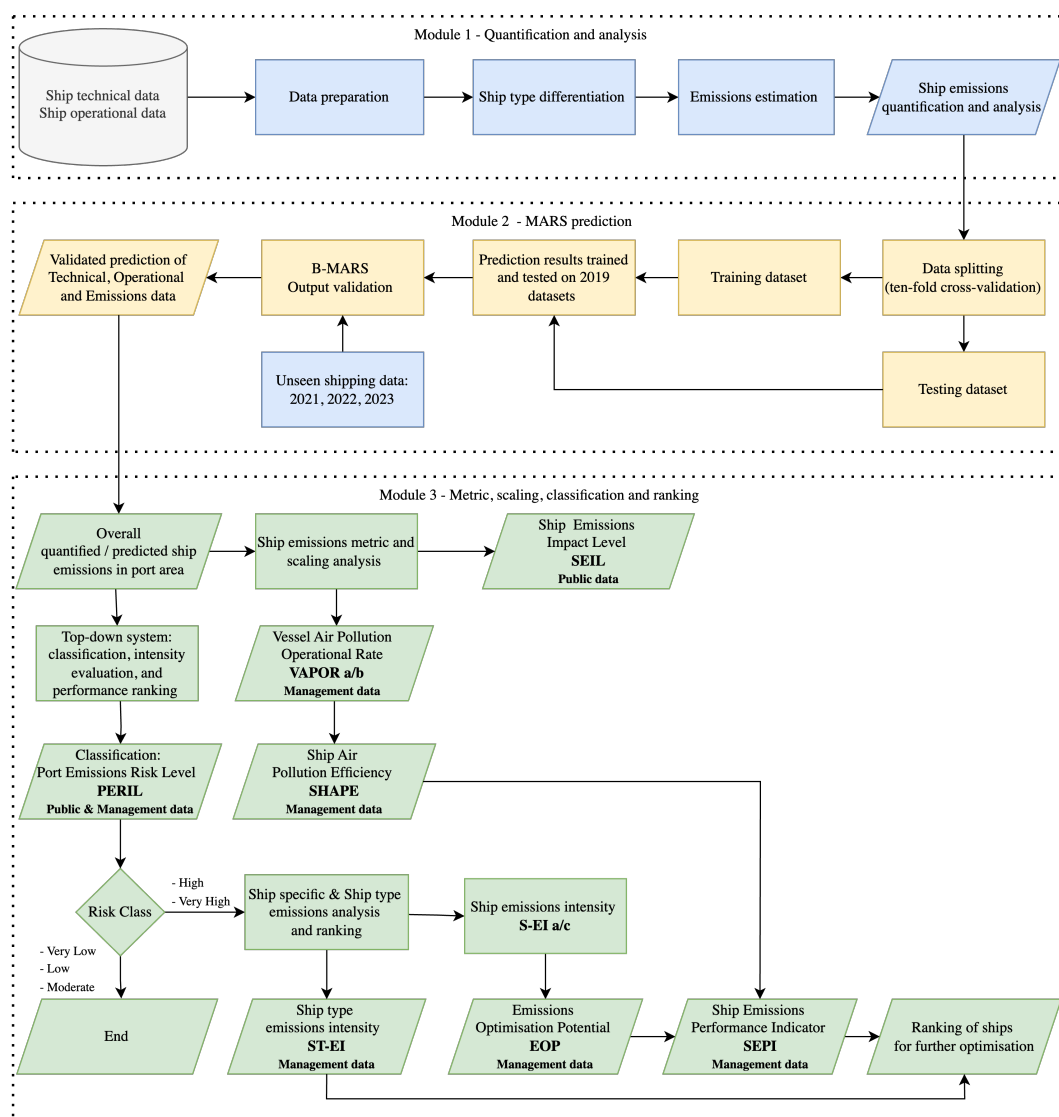 Module 1 - Quantification and analysis
Ship technical data
Ship operational data
Data preparation
Ship type differentiation
Emissions estimation
Ship emissions
quantification and analysis
Module 2 - MARS prediction
Validated prediction of
Technical, Operational
and Emissions data
B-MARS
Output validation
Prediction results trained
and tested on 2019
datasets
Training dataset
Data splitting
(ten-fold cross-validation)
Unseen shipping data:
2021, 2022, 2023
Testing dataset
Module 3 - Metric, scaling, classification and ranking
Overall
quantified / predicted ship
emissions in port area
Ship emissions metric and
scaling analysis
Ship Emissions
Impact Level
SEIL
Public data
Top-down system:
classification, intensity
evaluation, and
performance ranking
Vessel Air Pollution
Operational Rate
VAPOR a/b
Management data
Classification:
Port Emissions Risk Level
PERIL
Public & Management data
Ship Air
Pollution Efficiency
SHAPE
Management data
Risk Class
- High
- Very High
Ship specific & Ship type
emissions analysis
and ranking
Ship emissions intensity
S-EI a/c
- Very Low
- Low
- Moderate
End
Ship type
emissions intensity
ST-EI
Management data
Emissions
Optimisation Potential
EOP
Management data
Ship Emissions
Performance Indicator
SEPI
Management data
Ranking of ships
for further optimisation